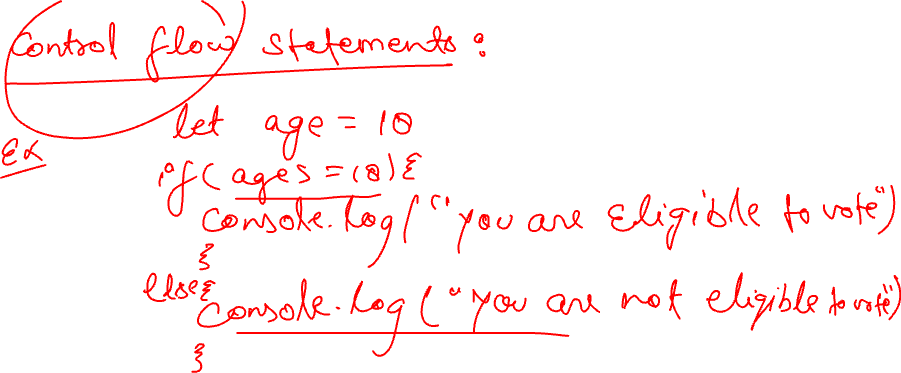 Control flow statements :
let age = 18
Ex
if(age>=18){
console.log("you are Eligible to vote")
}
else{
console.log("you are not eligible to vote")
}